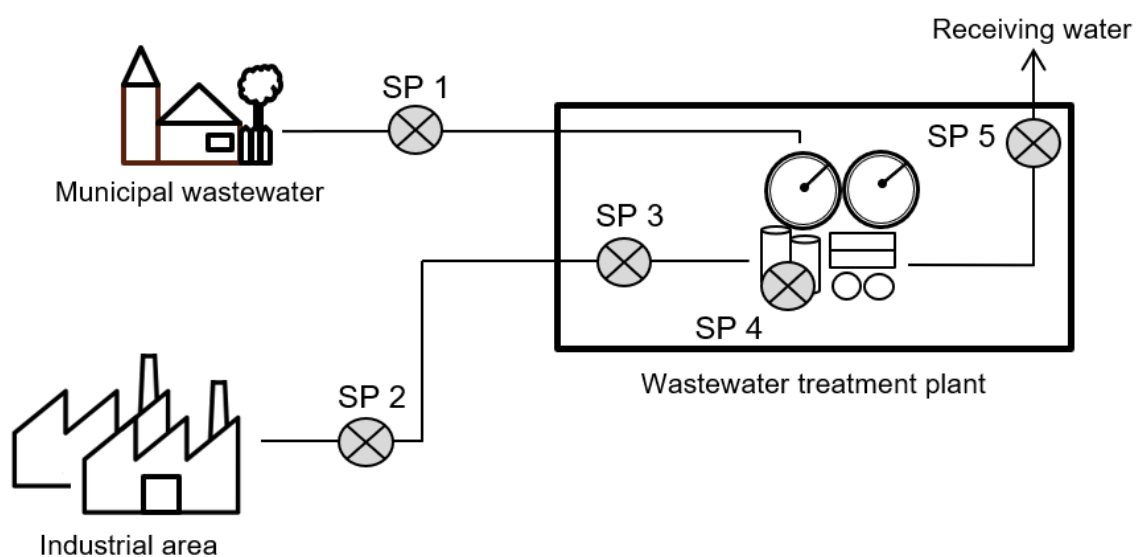 Receiving water
SP 1
SP 5
Municipal wastewater
SP 3
SP 4
Wastewater treatment plant
SP 2
Industrial area